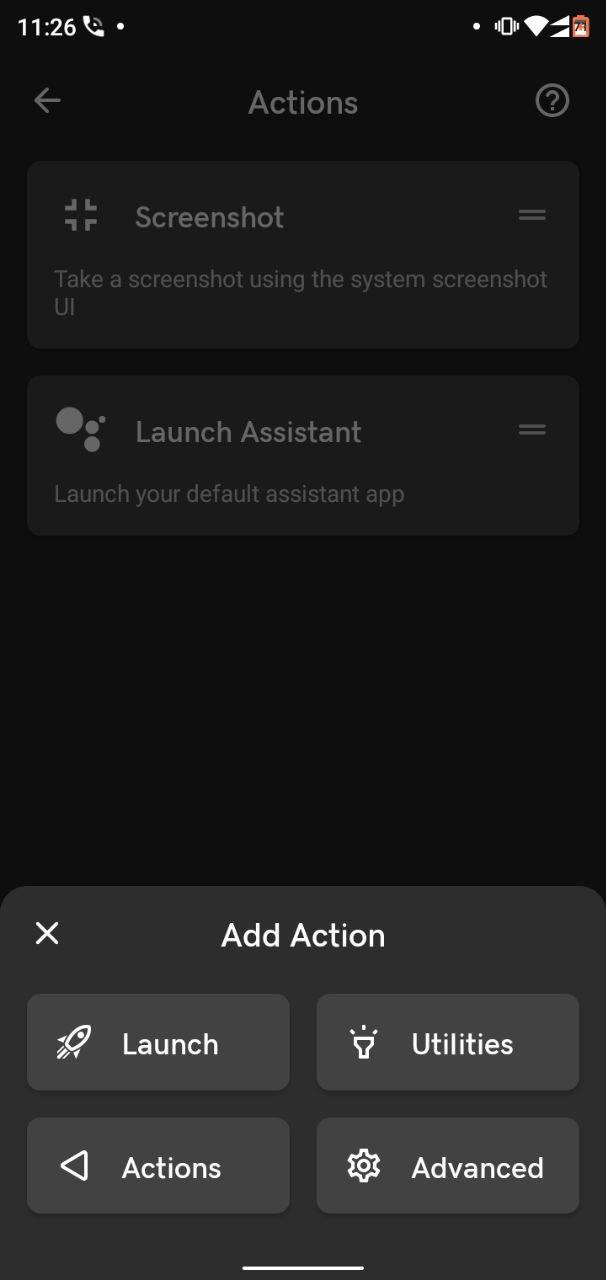 11:26
Actions
Screenshot
Take a screenshot using the system screenshot
UI
Launch Assistant
Launch your default assistant app
Add Action
Launch
Utilities
Actions
Advanced